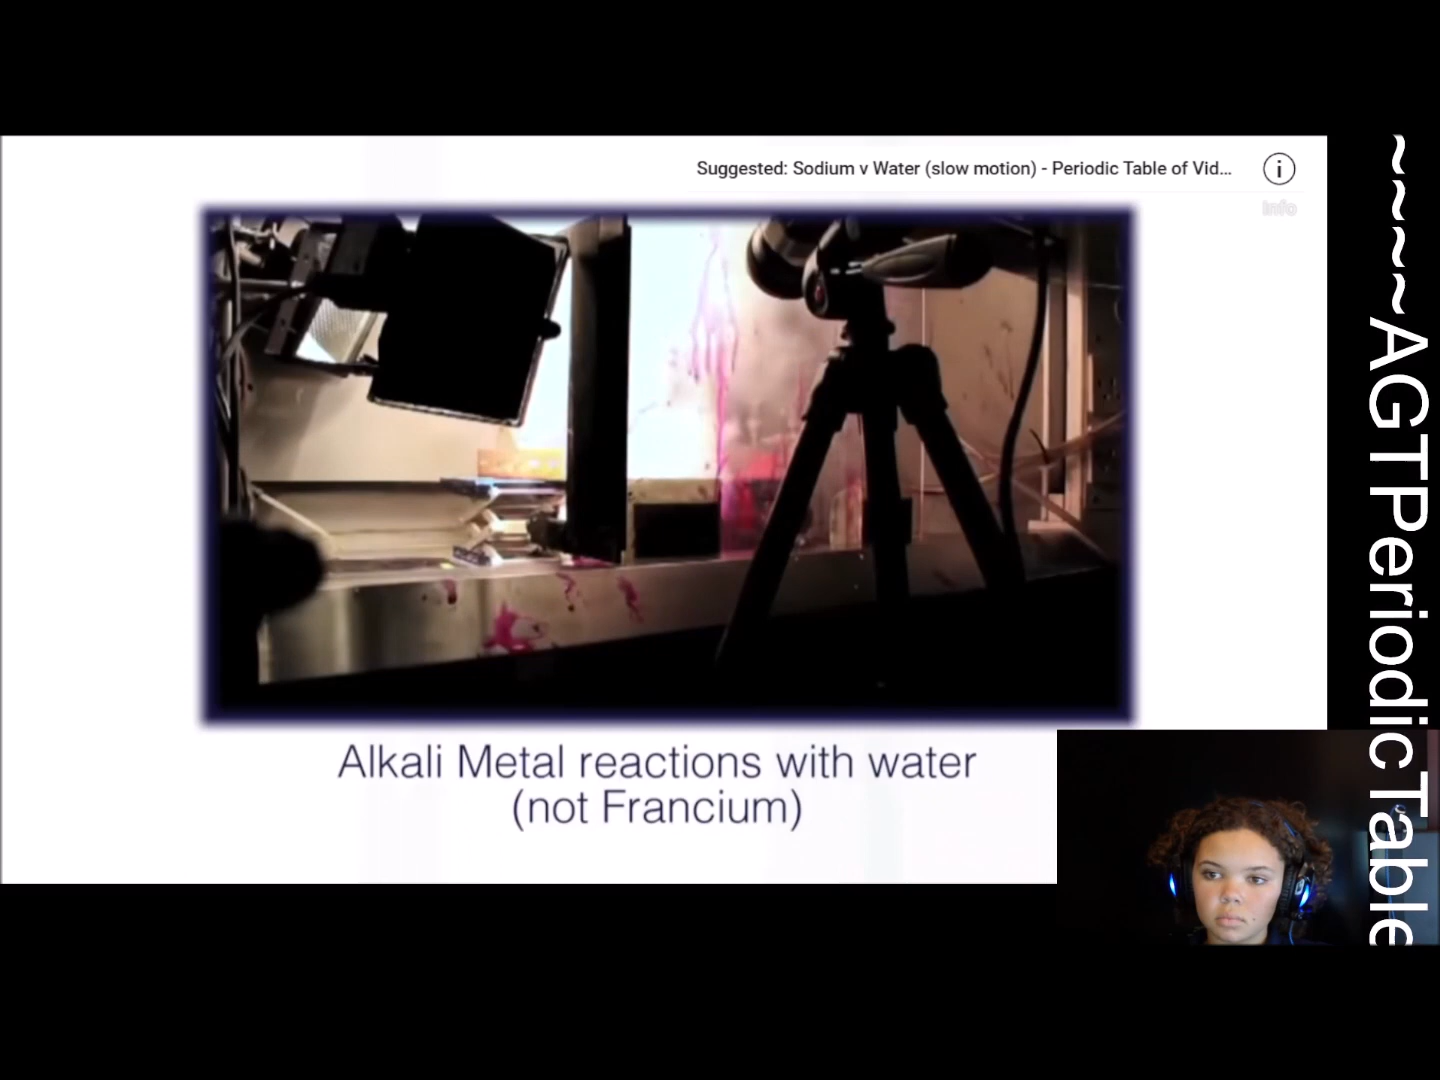 Suggested: Sodium v Water (slow motion) - Periodic Table of Vid...
i
Info
Alkali Metal reactions with water
(not Francium)
~~~~AGTPeriodicTable